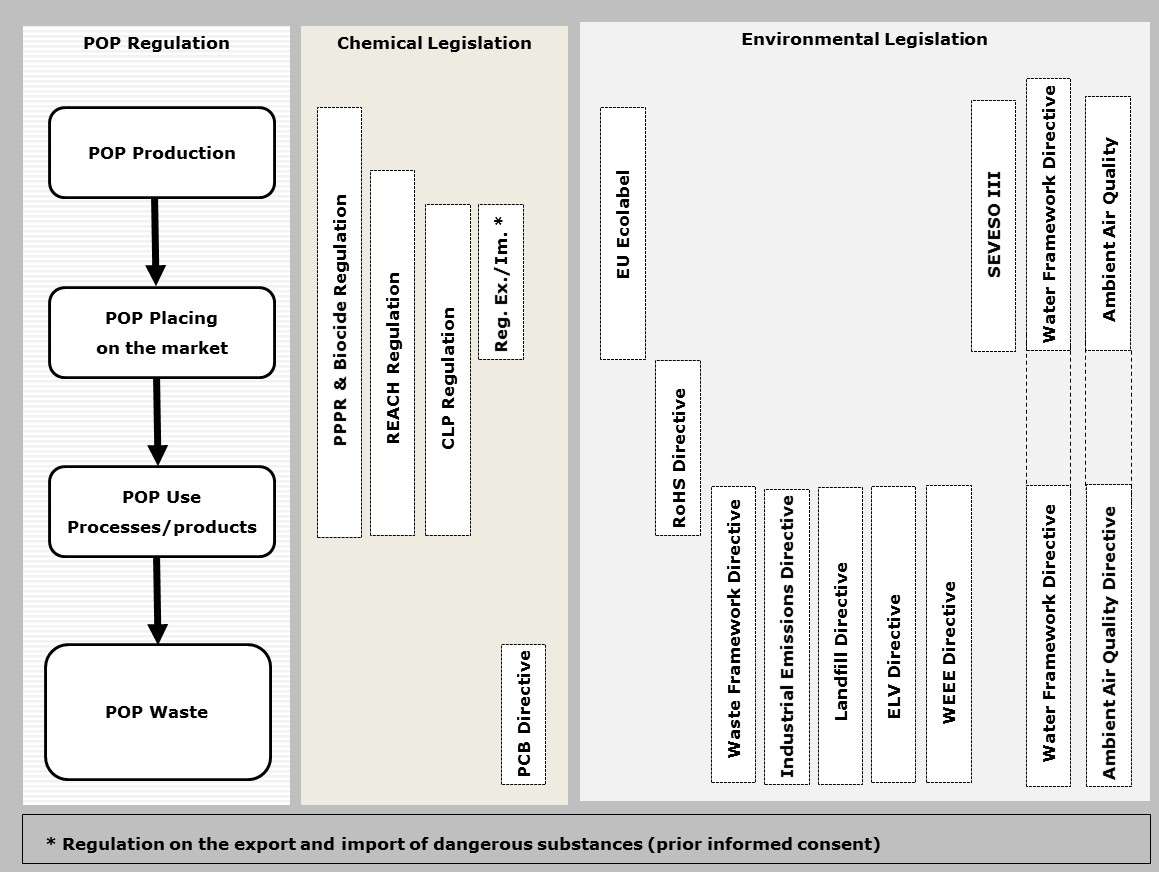 POP Regulation
POP Production
POP Placing
on the market
POP Use
Processes/products
POP Waste
Chemical Legislation
PPPR & Biocide Regulation
REACH Regulation
CLP Regulation
Reg. Ex./Im. *
PCB Directive
Environmental Legislation
EU Ecolabel
RoHS Directive
Waste Framework Directive
Industrial Emissions Directive
Landfill Directive
ELV Directive
WEEE Directive
SEVESO III
Water Framework Directive
Ambient Air Quality
Water Framework Directive
Ambient Air Quality Directive
* Regulation on the export and import of dangerous substances (prior informed consent)